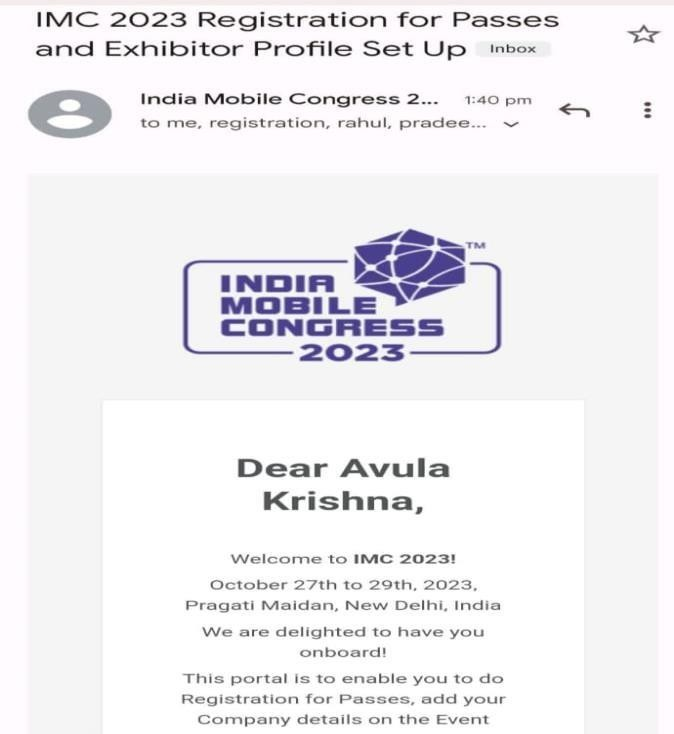 IMC 2023 Registration for Passes
and Exhibitor Profile Set Up Inbox
India Mobile Congress 2... 1:40 pm
to me, registration, rahul, pradee...
TM
INDIA
MOBILE
CONGRESS
2023
Dear Avula
Krishna,
Welcome to IMC 2023!
October 27th to 29th, 2023,
Pragati Maidan, New Delhi, India
We are delighted to have you
onboard!
This portal is to enable you to do
Registration for Passes, add your
Company details on the Event